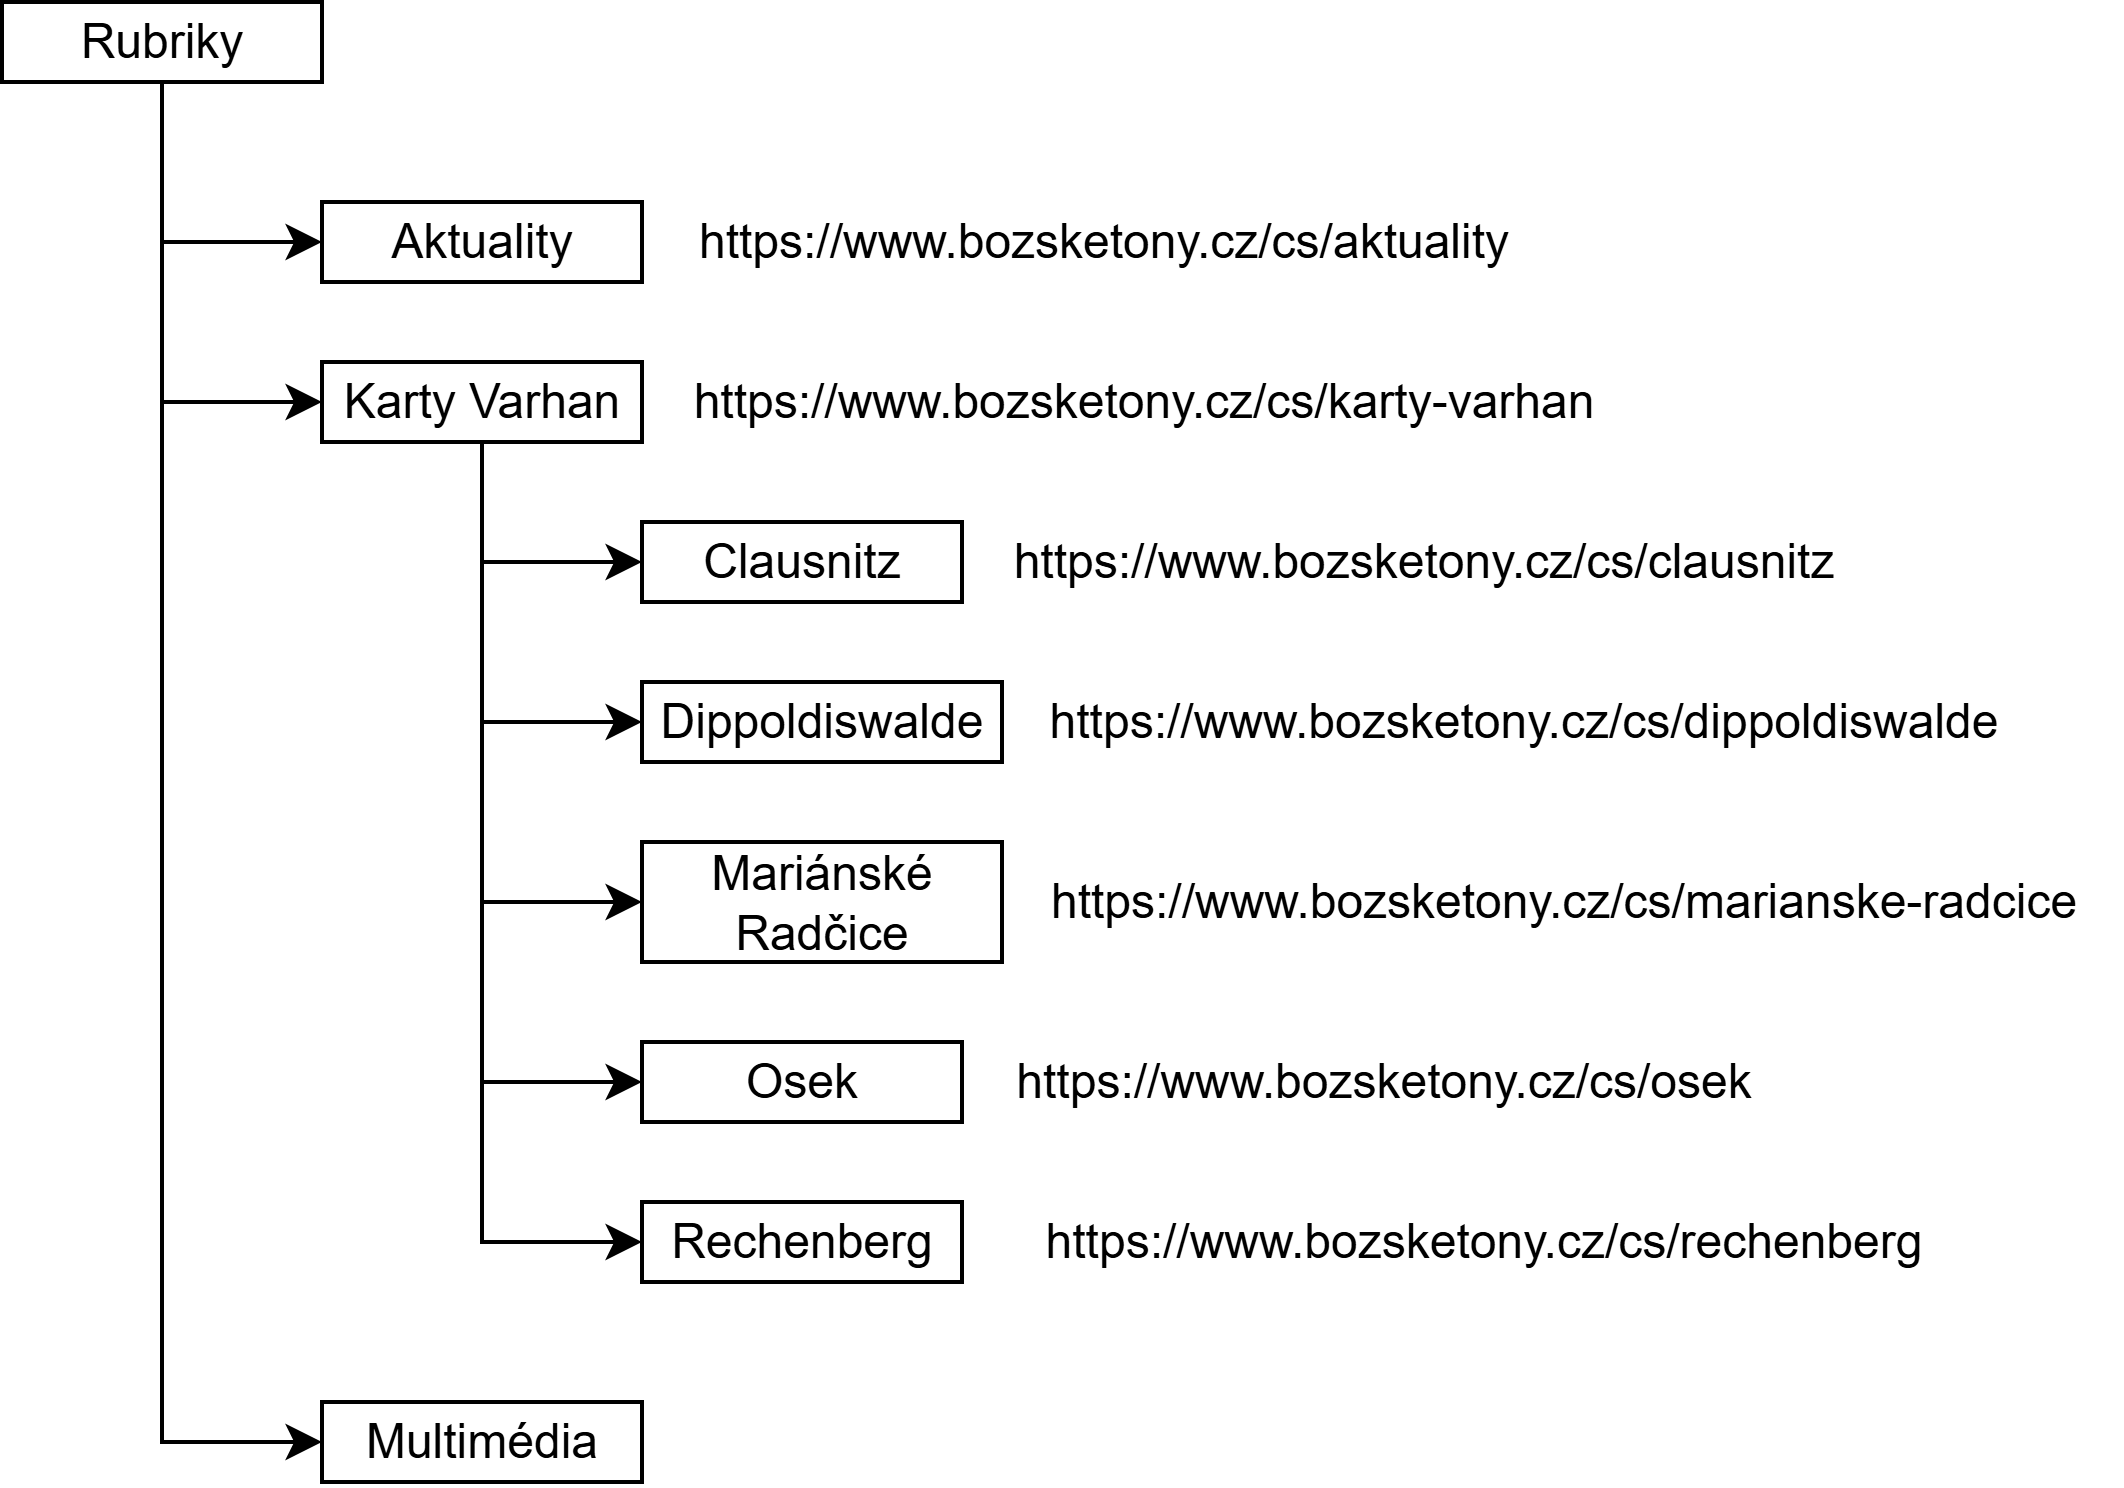 Rubriky
Aktuality
https://www.bozsketony.cz/cs/aktuality
Karty Varhan
https://www.bozsketony.cz/cs/karty-varhan
Clausnitz
https://www.bozsketony.cz/cs/clausnitz
Dippoldiswalde
https://www.bozsketony.cz/cs/dippoldiswalde
Mariánské
Radčice
https://www.bozsketony.cz/cs/marianske-radcice
Osek
https://www.bozsketony.cz/cs/osek
Rechenberg
https://www.bozsketony.cz/cs/rechenberg
Multimédia